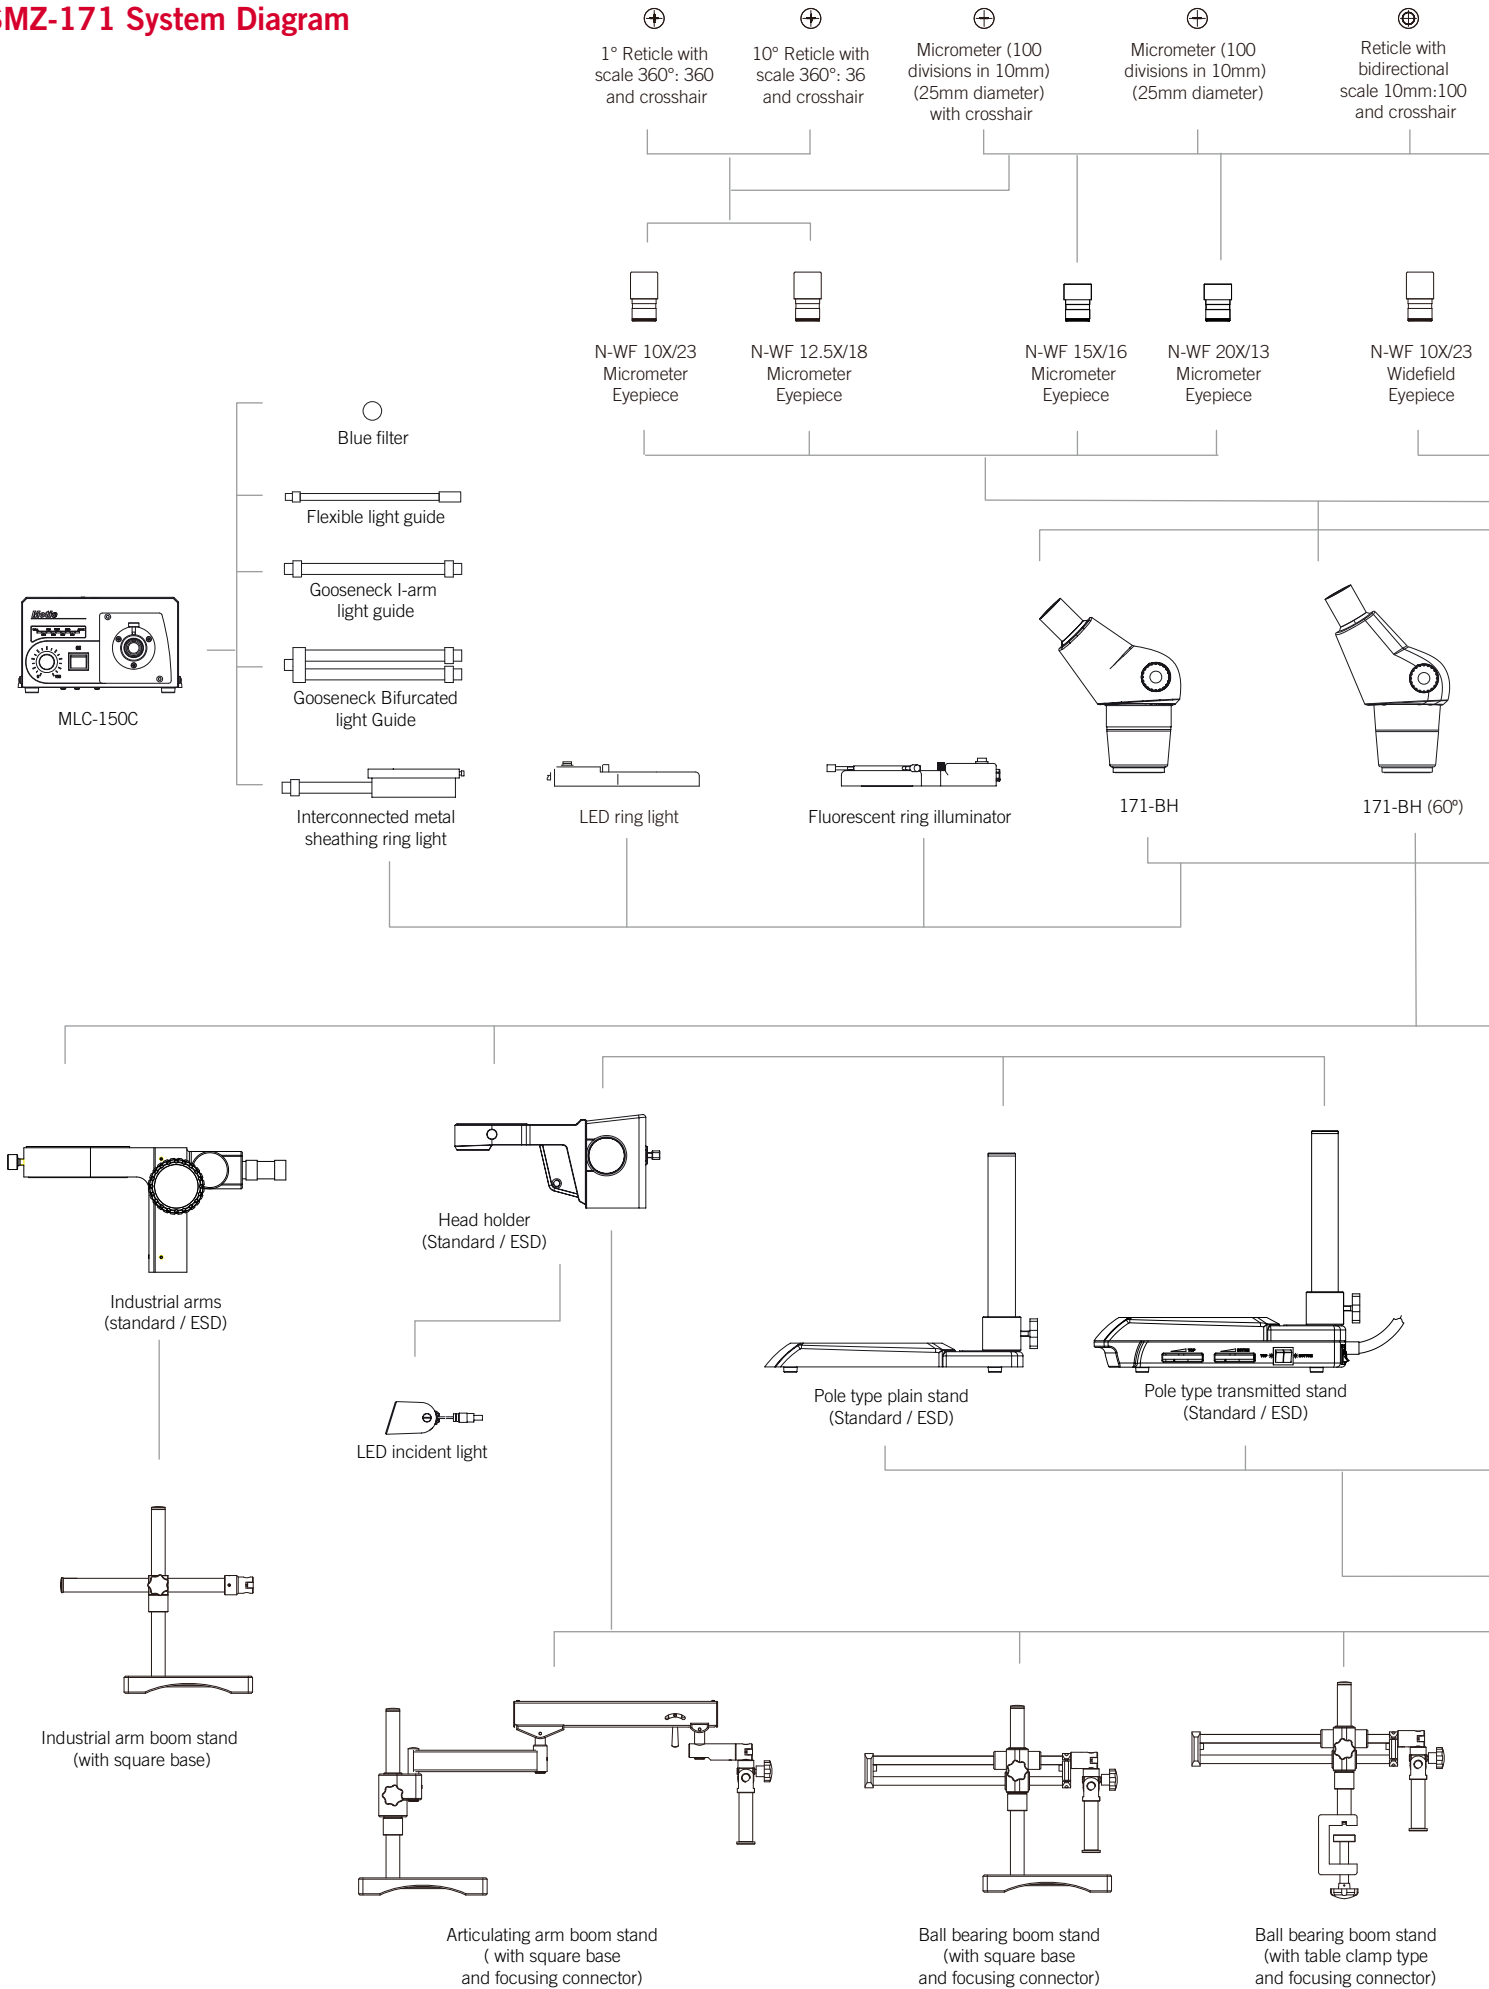 SMZ-171 System Diagram
1° Reticle with
scale 360°: 360
and crosshair
10° Reticle with
scale 360°: 36
and crosshair
Micrometer (100
divisions in 10mm)
(25mm diameter)
with crosshair
Micrometer (100
divisions in 10mm)
(25mm diameter)
Reticle with
bidirectional
scale 10mm:100
and crosshair
N-WF 10X/23
Micrometer
Eyepiece
N-WF 12.5X/18
Micrometer
Eyepiece
N-WF 15X/16
Micrometer
Eyepiece
N-WF 20X/13
Micrometer
Eyepiece
N-WF 10X/23
Widefield
Eyepiece
Blue filter
Flexible light guide
Gooseneck I-arm
light guide
Gooseneck Bifurcated
light Guide
Motic
MLC-150C
Interconnected metal
sheathing ring light
LED ring light
Fluorescent ring illuminator
171-BH
171-BH (60º)
Head holder
(Standard / ESD)
Industrial arms
(standard / ESD)
LED incident light
Pole type plain stand
(Standard / ESD)
Pole type transmitted stand
(Standard / ESD)
Industrial arm boom stand
(with square base)
Articulating arm boom stand
( with square base
and focusing connector)
Ball bearing boom stand
(with square base
and focusing connector)
Ball bearing boom stand
(with table clamp type
and focusing connector)